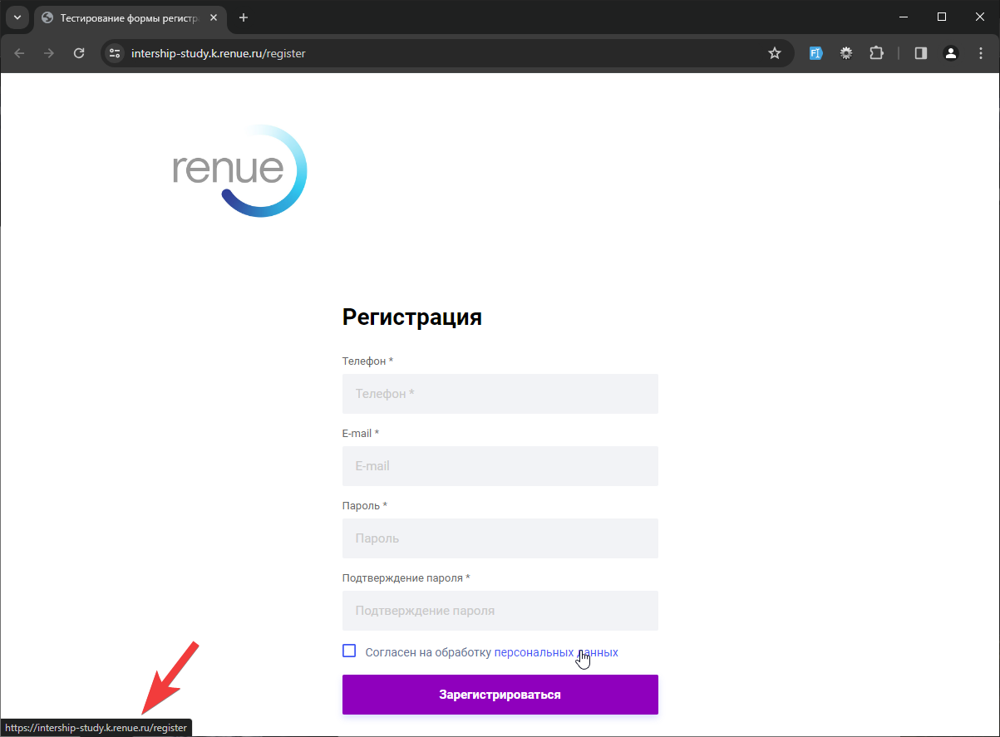 Тестирование формы регистр
intership-study.k.renue.ru/register
renue
Регистрация
Телефон *
Телефон *
E-mail *
E-mail
Пароль *
Пароль
Подтверждение пароля *
Подтверждение пароля
Согласен на обработку персональных данных
Зарегистрироваться
https://intership-study.k.renue.ru/register